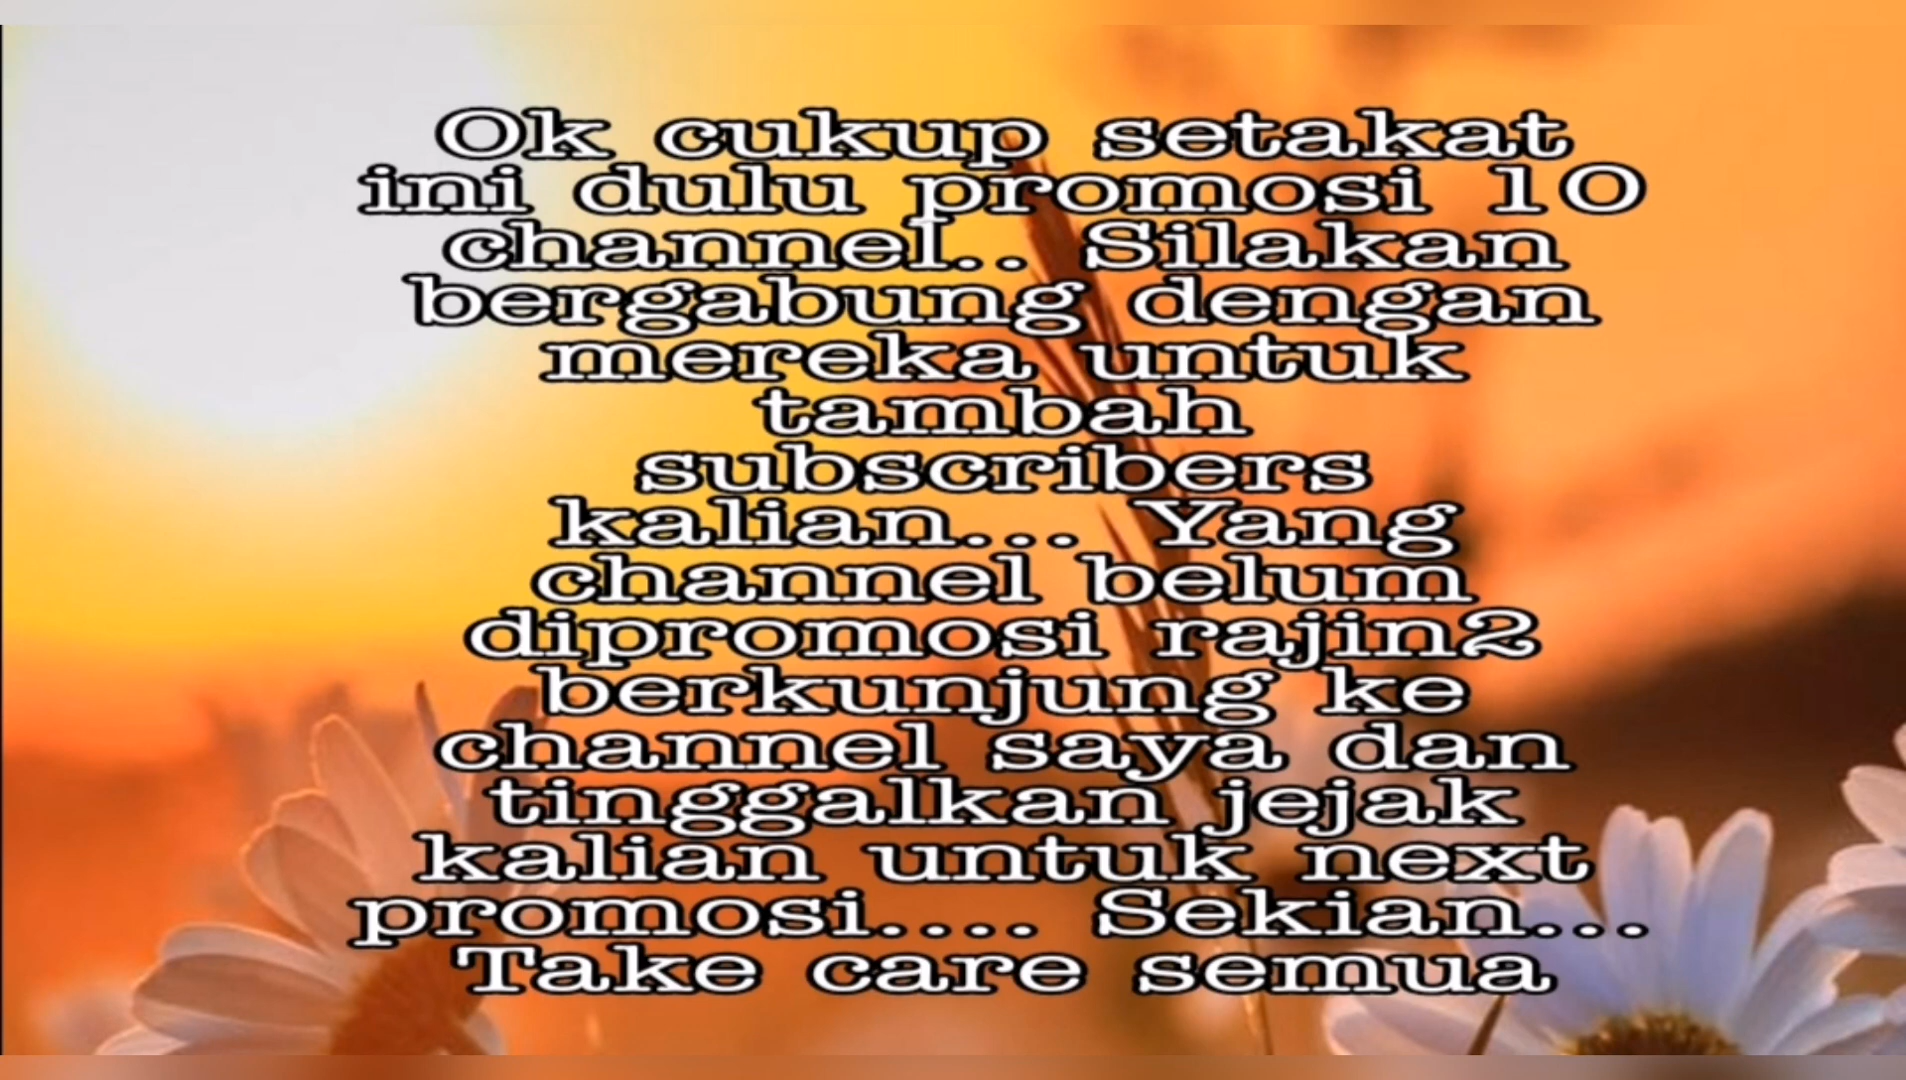 Ok cukup setakat
ini dulu promosi 10
channel.. Silakan
bergabung dengan
mereka untuk
tambah
subscribers
kalian... Yang
channel belum
dipromosi rajin2
berkunjung ke
channel saya dan
tinggalkan jejak
kalian untuk next
promosi.... Sekian...
Take care semua